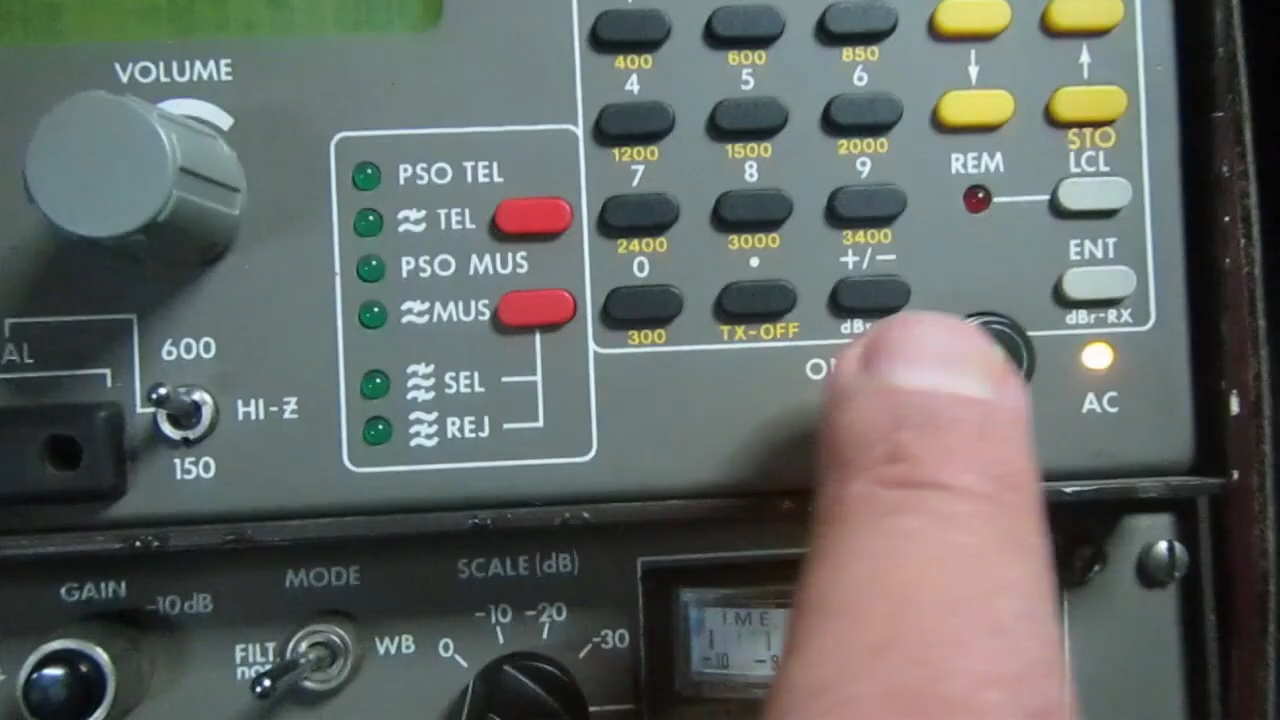 VOLUME
400 600 850
4 5 6
1200 1500 2000
7 8 9
2400 3000 3400
0 • +/−
300 TX-OFF
↓ ↑
STO
REM LCL
ENT
dBr-RX
AC
PSO TEL
≈ TEL
PSO MUS
≈ MUS
SEL
REJ
600
HI-Z
150
GAIN
-10 dB
MODE
FILT.
WB
SCALE (dB)
0 -10 -20 -30
-10